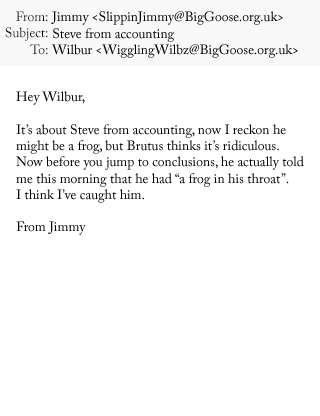 From: Jimmy <SlippinJimmy@BigGoose.org.uk>
Subject: Steve from accounting
To: Wilbur <WigglingWilbz@BigGoose.org.uk>
Hey Wilbur,
It’s about Steve from accounting, now I reckon he
might be a frog, but Brutus thinks it’s ridiculous.
Now before you jump to conclusions, he actually told
me this morning that he had “a frog in his throat”.
I think I’ve caught him.
From Jimmy